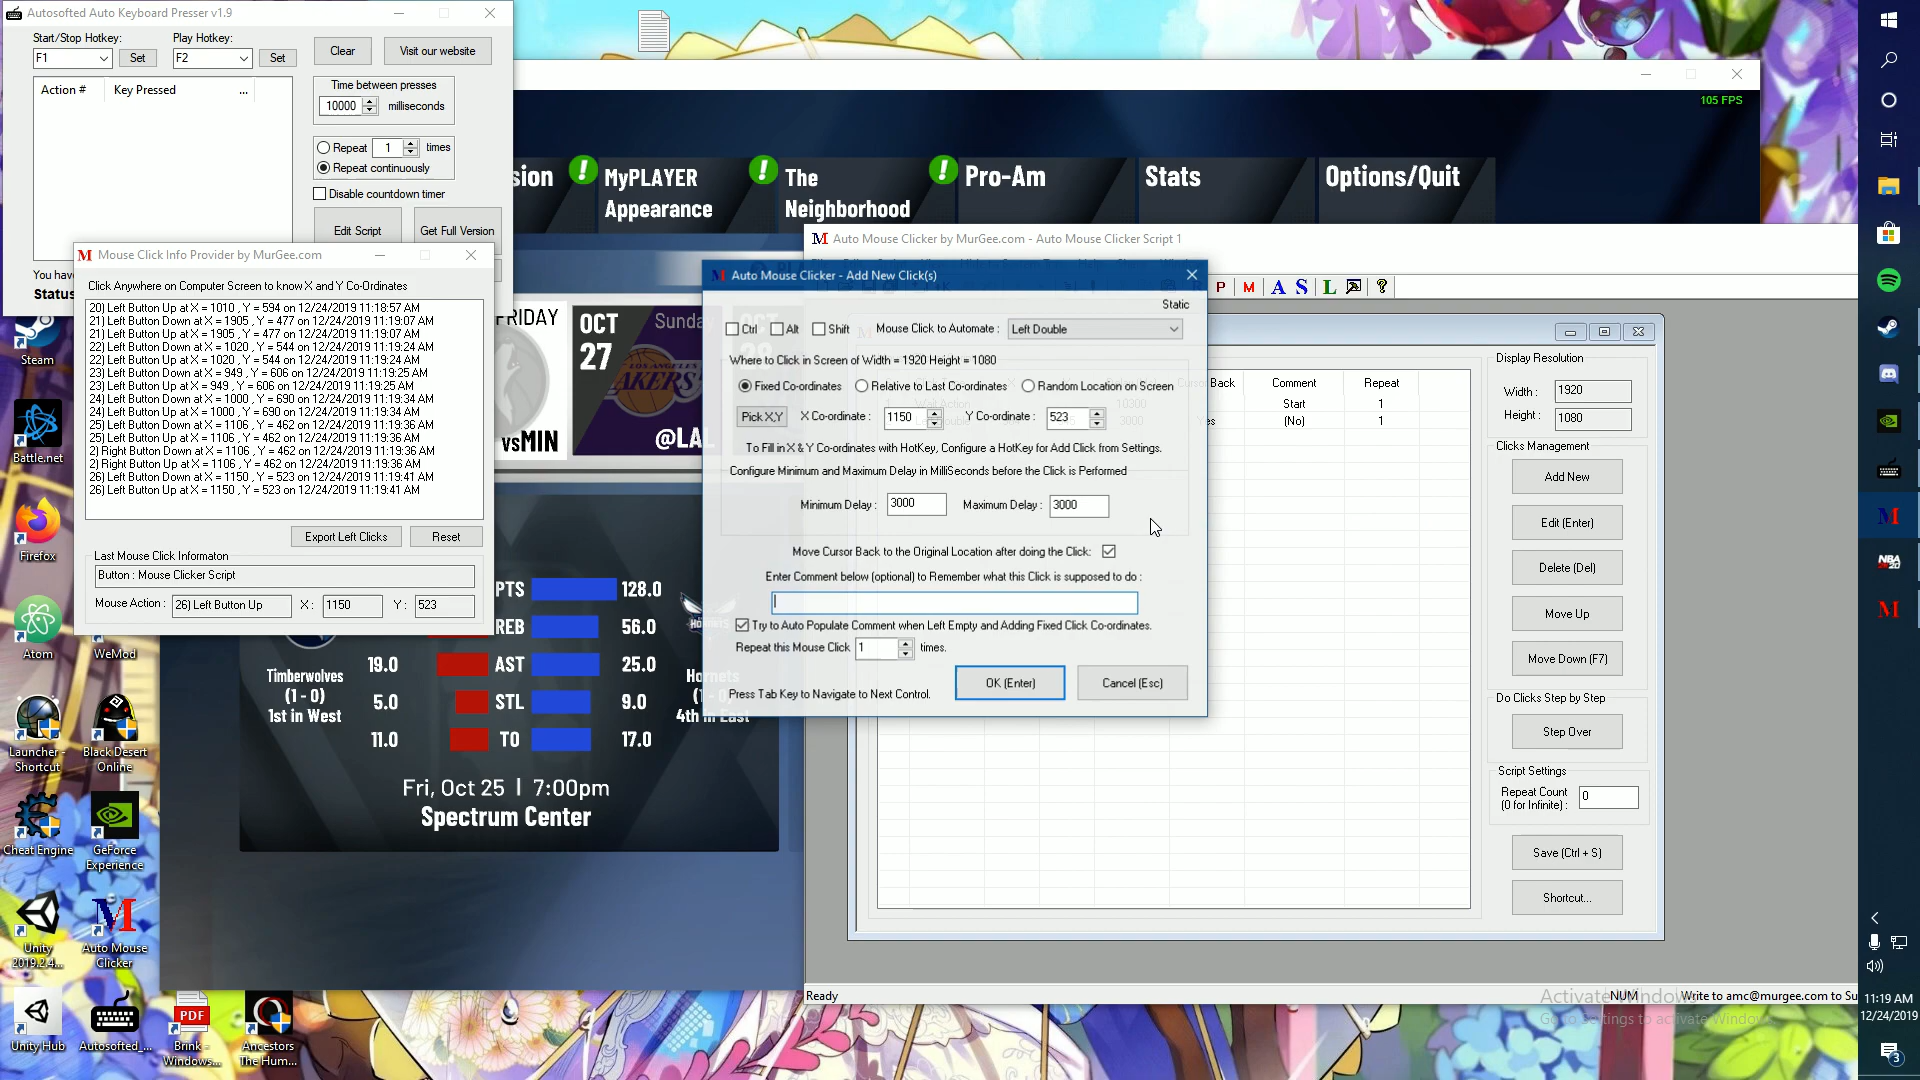 Autosofted Auto Keyboard Presser v1.9
Start/Stop Hotkey:
Play Hotkey:
F1
Set
F2
Set
Clear
Visit our website
Action #
Key Pressed
...
Time between presses
10000
milliseconds
Repeat
1
times
Repeat continuously
Disable countdown timer
Edit Script
Get Full Version
You have
Status
Mouse Click Info Provider by MurGee.com
Click Anywhere on Computer Screen to know X and Y Co-Ordinates
20) Left Button Up at X = 1010 , Y = 594 on 12/24/2019 11:18:57 AM
21) Left Button Down at X = 1905 , Y = 477 on 12/24/2019 11:19:07 AM
21) Left Button Up at X = 1905 , Y = 477 on 12/24/2019 11:19:07 AM
22) Left Button Down at X = 1020 , Y = 544 on 12/24/2019 11:19:24 AM
22) Left Button Up at X = 1020 , Y = 544 on 12/24/2019 11:19:24 AM
23) Left Button Down at X = 949 , Y = 606 on 12/24/2019 11:19:25 AM
23) Left Button Up at X = 949 , Y = 606 on 12/24/2019 11:19:25 AM
24) Left Button Down at X = 1000 , Y = 690 on 12/24/2019 11:19:34 AM
24) Left Button Up at X = 1000 , Y = 690 on 12/24/2019 11:19:34 AM
25) Left Button Down at X = 1106 , Y = 462 on 12/24/2019 11:19:36 AM
25) Left Button Up at X = 1106 , Y = 462 on 12/24/2019 11:19:36 AM
2) Right Button Down at X = 1106 , Y = 462 on 12/24/2019 11:19:36 AM
2) Right Button Up at X = 1106 , Y = 462 on 12/24/2019 11:19:36 AM
26) Left Button Down at X = 1150 , Y = 523 on 12/24/2019 11:19:41 AM
26) Left Button Up at X = 1150 , Y = 523 on 12/24/2019 11:19:41 AM
Export Left Clicks
Reset
Last Mouse Click Informaton
Button : Mouse Clicker Script
Mouse Action :
26) Left Button Up
X:
1150
Y:
523
105 FPS
sion
MyPLAYER
Appearance
The
Neighborhood
Pro-Am
Stats
Options/Quit
FRIDAY
vsMIN
OCT
27
Sunday
LOS ANGELES
LAKERS
@LAL
PTS
128.0
REB
56.0
19.0
AST
25.0
5.0
STL
9.0
11.0
TO
17.0
Timberwolves
(1 - 0)
1st in West
4th in East
Fri, Oct 25 | 7:00pm
Spectrum Center
Auto Mouse Clicker by MurGee.com - Auto Mouse Clicker Script 1
P
M
A
S
L
?
Auto Mouse Clicker - Add New Click(s)
Static
Ctrl
Alt
Shift
Mouse Click to Automate :
Left Double
Where to Click in Screen of Width = 1920 Height = 1080
Fixed Co-ordinates
Relative to Last Co-ordinates
Random Location on Screen
Pick X,Y
X Co-ordinate :
1150
Y Co-ordinate :
523
To Fill in X & Y Co-ordinates with HotKey, Configure a HotKey for Add Click from Settings.
Configure Minimum and Maximum Delay in MilliSeconds before the Click is Performed
Minimum Delay :
3000
Maximum Delay :
3000
Move Cursor Back to the Original Location after doing the Click:
Enter Comment below (optional) to Remember what this Click is supposed to do :
Try to Auto Populate Comment when Left Empty and Adding Fixed Click Co-ordinates.
Repeat this Mouse Click
1
times.
Press Tab Key to Navigate to Next Control.
OK (Enter)
Cancel (Esc)
Back
Comment
Repeat
10300
Start
1
3000
(No)
1
Display Resolution
Width :
1920
Height :
1080
Clicks Management
Add New
Edit (Enter)
Delete (Del)
Move Up
Move Down (F7)
Do Clicks Step by Step
Step Over
Script Settings
Repeat Count
(0 for Infinite) :
0
Save (Ctrl + S)
Shortcut...
Ready
NUM
Write to amc@murgee.com to Su
Activate Windows
Go to Settings to activate Windows.
Steam
Battle.net
Firefox
Atom
WeMod
Launcher -
Shortcut
Black Desert
Online
Cheat Engine
GeForce
Experience
Unity
2019.2.4...
Auto Mouse
Clicker
Unity Hub
Autosofted_...
PDF
Brink -
Windows...
Ancestors
The Hum...
11:19 AM
12/24/2019
3